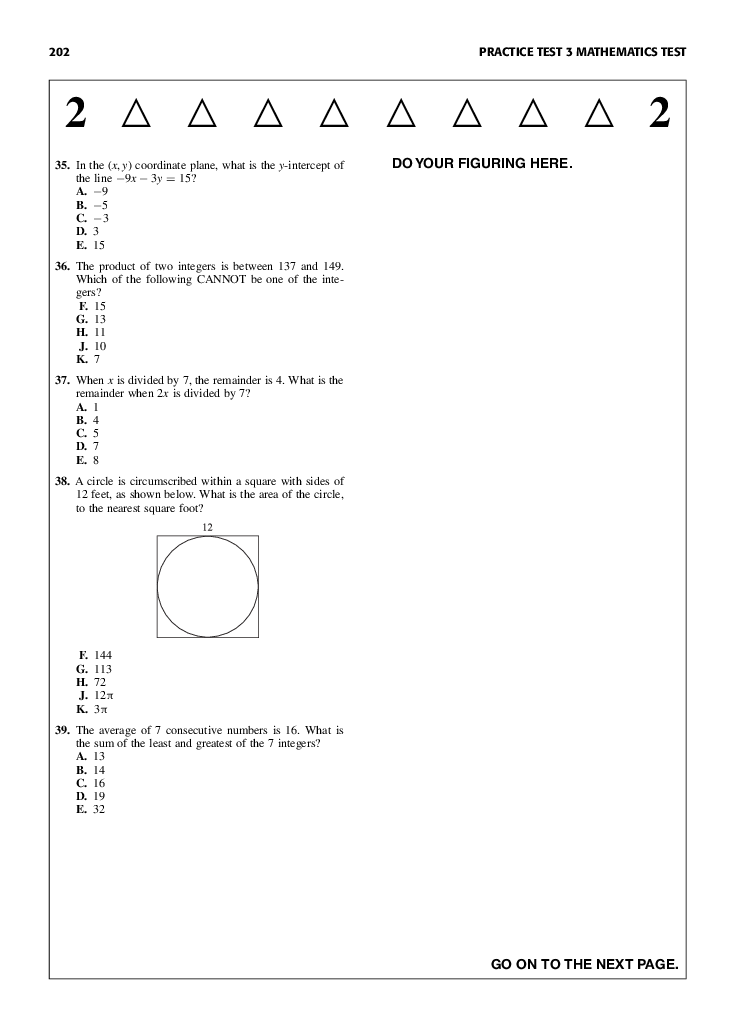 202
PRACTICE TEST 3 MATHEMATICS TEST
2 △ △ △ △ △ △ △ △ 2
35. In the (x, y) coordinate plane, what is the y-intercept of
the line −9x − 3y = 15?
A. −9
B. −5
C. −3
D. 3
E. 15
36. The product of two integers is between 137 and 149.
Which of the following CANNOT be one of the inte-
gers?
F. 15
G. 13
H. 11
J. 10
K. 7
37. When x is divided by 7, the remainder is 4. What is the
remainder when 2x is divided by 7?
A. 1
B. 4
C. 5
D. 7
E. 8
38. A circle is circumscribed within a square with sides of
12 feet, as shown below. What is the area of the circle,
to the nearest square foot?
12
F. 144
G. 113
H. 72
J. 12π
K. 3π
39. The average of 7 consecutive numbers is 16. What is
the sum of the least and greatest of the 7 integers?
A. 13
B. 14
C. 16
D. 19
E. 32
DO YOUR FIGURING HERE.
GO ON TO THE NEXT PAGE.